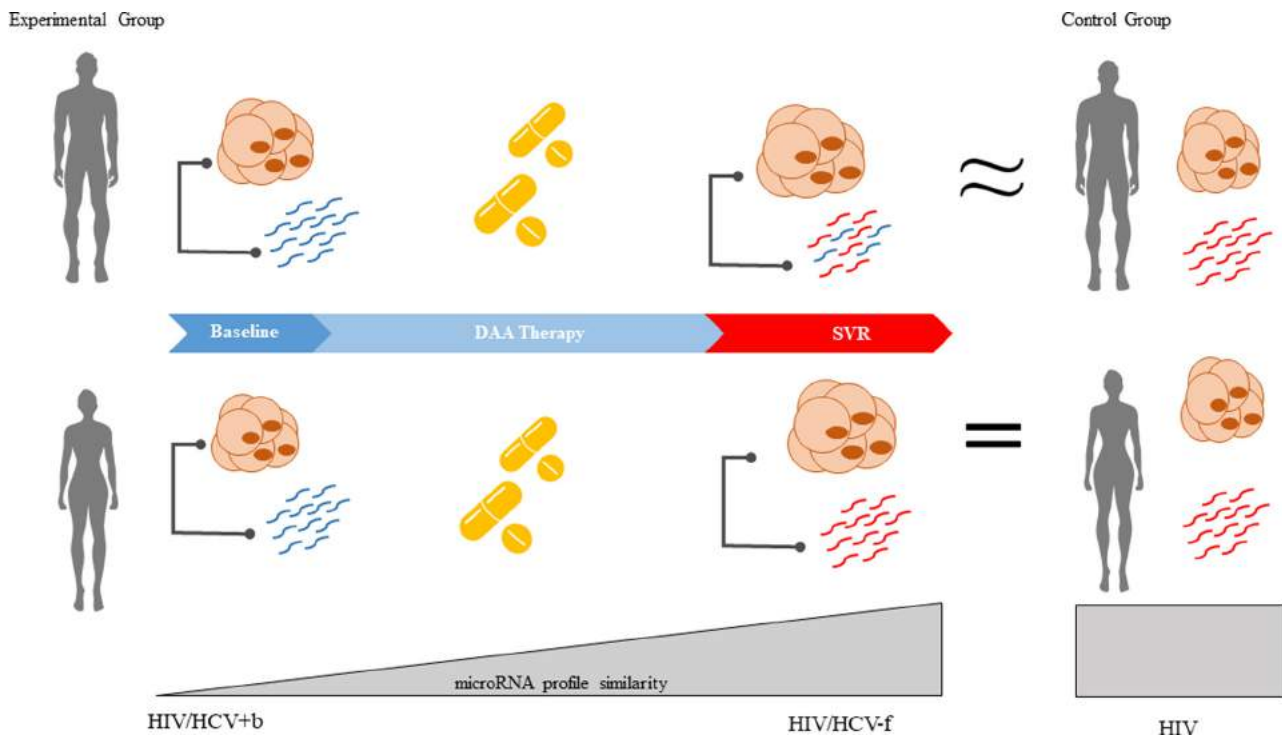 Experimental Group
Control Group
≈
Baseline
DAA Therapy
SVR
=
microRNA profile similarity
HIV/HCV+b
HIV/HCV-f
HIV